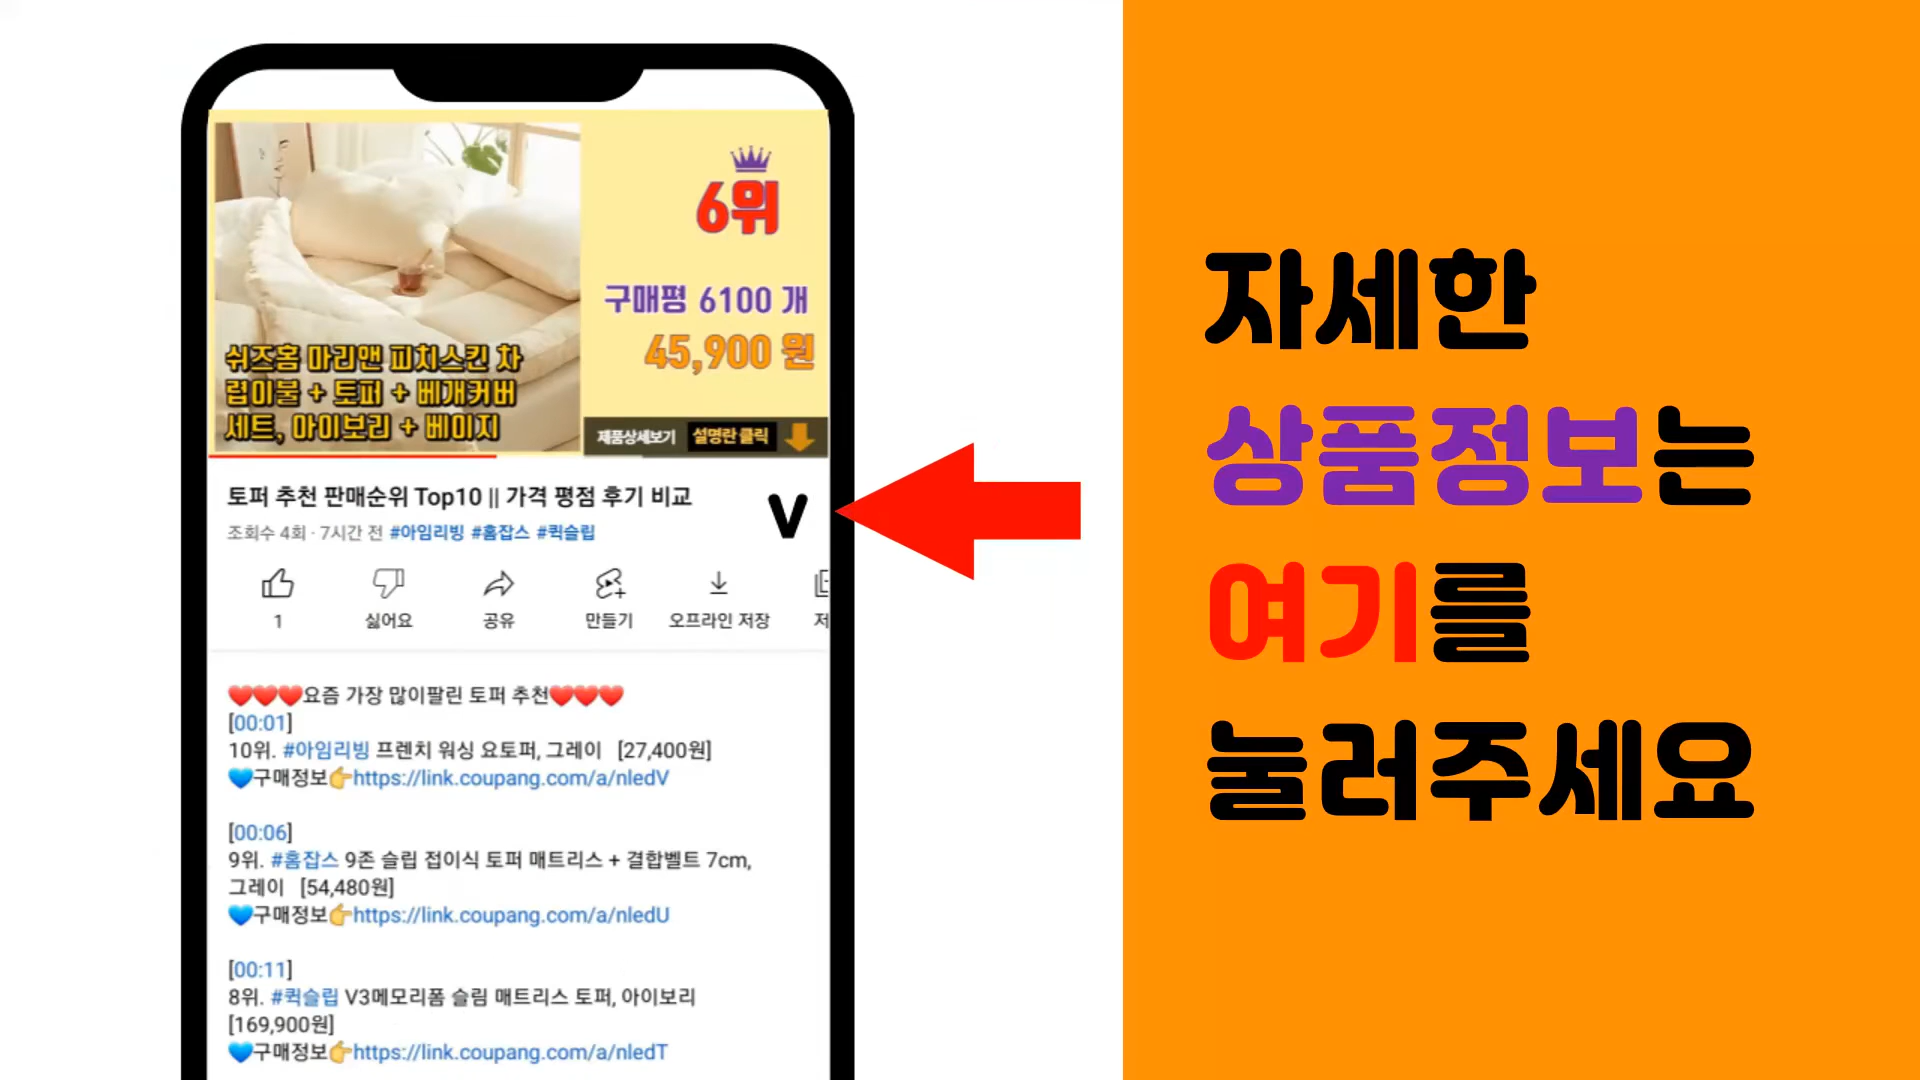 6위
구매평 6100 개
45,900 원
쉬즈홈 마리앤 피치스킨 차
렵이불 + 토퍼 + 베개커버
세트, 아이보리 + 베이지
제품상세보기 설명란 클릭
토퍼 추천 판매순위 Top10 || 가격 평점 후기 비교
V
조회수 4회 · 7시간 전 #아임리빙 #홈잡스 #퀵슬립
1 싫어요 공유 만들기 오프라인 저장 저
❤️❤️❤️요즘 가장 많이팔린 토퍼 추천❤️❤️❤️
[00:01]
10위. #아임리빙 프렌치 워싱 요토퍼, 그레이 [27,400원]
💙구매정보👉https://link.coupang.com/a/nledV
[00:06]
9위. #홈잡스 9존 슬립 접이식 토퍼 매트리스 + 결합벨트 7cm,
그레이 [54,480원]
💙구매정보👉https://link.coupang.com/a/nledU
[00:11]
8위. #퀵슬립 V3메모리폼 슬림 매트리스 토퍼, 아이보리
[169,900원]
💙구매정보👉https://link.coupang.com/a/nledT
자세한
상품정보는
여기를
눌러주세요